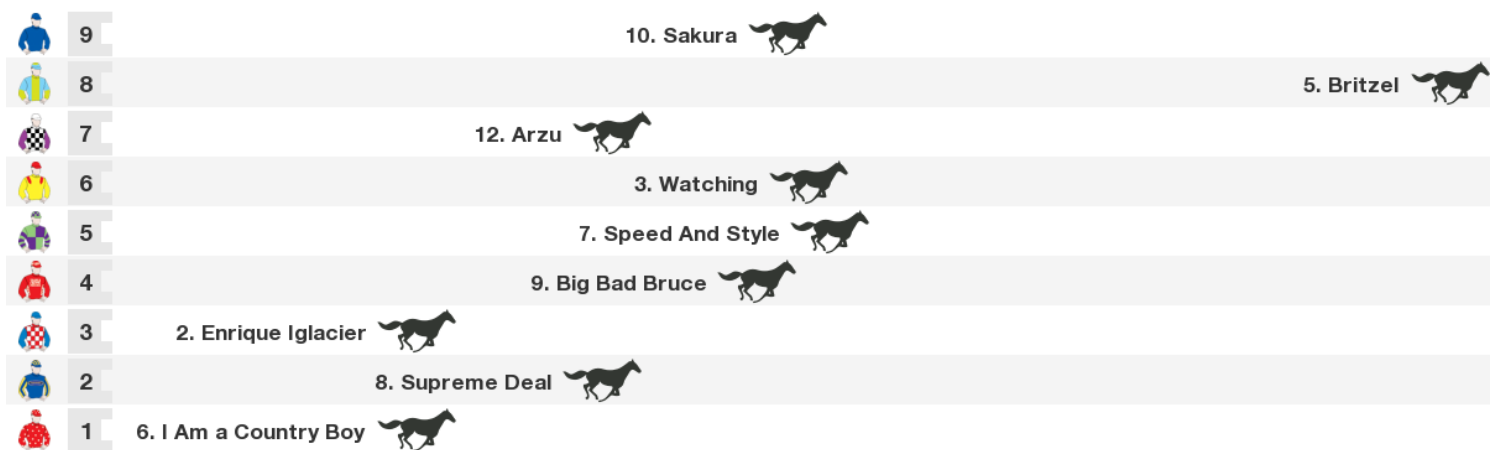 9 10. Sakura
8 5. Britzel
7 12. Arzu
6 3. Watching
5 7. Speed And Style
4 9. Big Bad Bruce
3 2. Enrique Iglacier
2 8. Supreme Deal
1 6. I Am a Country Boy